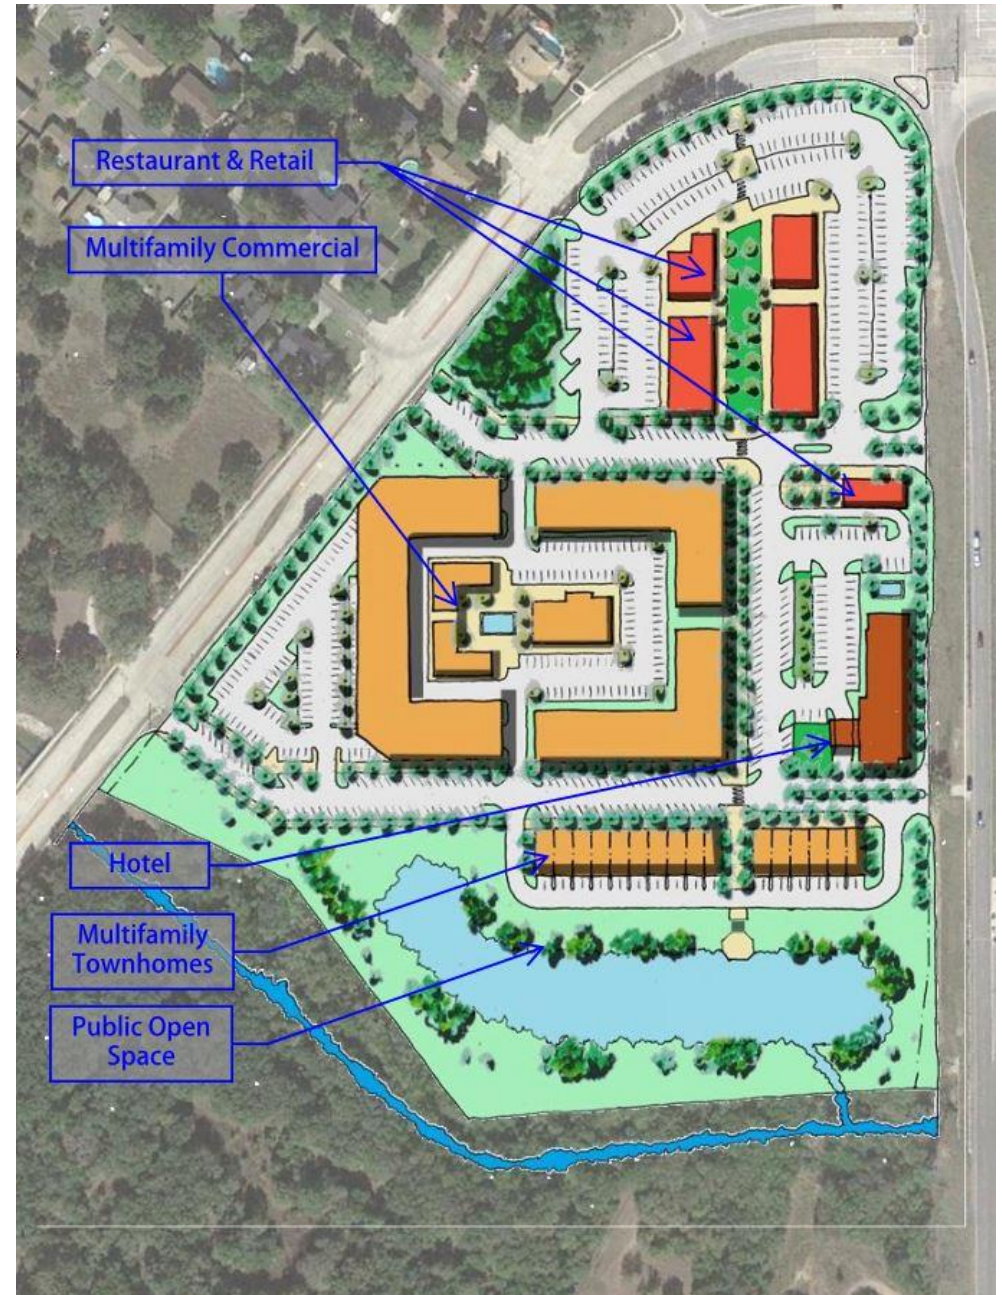 Restaurant & Retail
Multifamily Commercial
Hotel
Multifamily
Townhomes
Public Open
Space